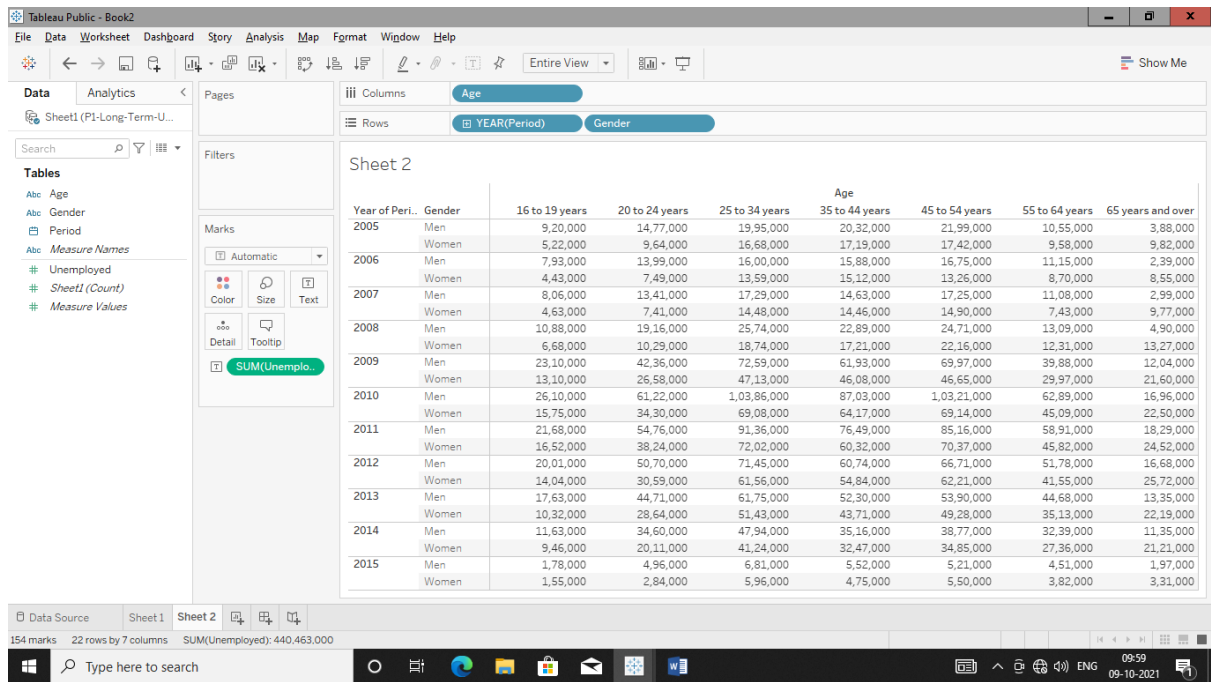 Tableau Public - Book2
File Data Worksheet Dashboard Story Analysis Map Format Window Help
Entire View
Show Me
Data Analytics
Sheet1 (P1-Long-Term-U...
Search
Tables
Abc Age
Abc Gender
Period
Abc Measure Names
# Unemployed
# Sheet1 (Count)
# Measure Values
Pages
Filters
Marks
Automatic
Color Size Text
Detail Tooltip
SUM(Unemplo..
Columns Age
Rows YEAR(Period) Gender
Sheet 2
Age
Year of Peri.. Gender 16 to 19 years 20 to 24 years 25 to 34 years 35 to 44 years 45 to 54 years 55 to 64 years 65 years and over
2005 Men 9,20,000 14,77,000 19,95,000 20,32,000 21,99,000 10,55,000 3,88,000
Women 5,22,000 9,64,000 16,68,000 17,19,000 17,42,000 9,58,000 9,82,000
2006 Men 7,93,000 13,99,000 16,00,000 15,88,000 16,75,000 11,15,000 2,39,000
Women 4,43,000 7,49,000 13,59,000 15,12,000 13,26,000 8,70,000 8,55,000
2007 Men 8,06,000 13,41,000 17,29,000 14,63,000 17,25,000 11,08,000 2,99,000
Women 4,63,000 7,41,000 14,48,000 14,46,000 14,90,000 7,43,000 9,77,000
2008 Men 10,88,000 19,16,000 25,74,000 22,89,000 24,71,000 13,09,000 4,90,000
Women 6,68,000 10,29,000 18,74,000 17,21,000 22,16,000 12,31,000 13,27,000
2009 Men 23,10,000 42,36,000 72,59,000 61,93,000 69,97,000 39,88,000 12,04,000
Women 13,10,000 26,58,000 47,13,000 46,08,000 46,65,000 29,97,000 21,60,000
2010 Men 26,10,000 61,22,000 1,03,86,000 87,03,000 1,03,21,000 62,89,000 16,96,000
Women 15,75,000 34,30,000 69,08,000 64,17,000 69,14,000 45,09,000 22,50,000
2011 Men 21,68,000 54,76,000 91,36,000 76,49,000 85,16,000 58,91,000 18,29,000
Women 16,52,000 38,24,000 72,02,000 60,32,000 70,37,000 45,82,000 24,52,000
2012 Men 20,01,000 50,70,000 71,45,000 60,74,000 66,71,000 51,78,000 16,68,000
Women 14,04,000 30,59,000 61,56,000 54,84,000 62,21,000 41,55,000 25,72,000
2013 Men 17,63,000 44,71,000 61,75,000 52,30,000 53,90,000 44,68,000 13,35,000
Women 10,32,000 28,64,000 51,43,000 43,71,000 49,28,000 35,13,000 22,19,000
2014 Men 11,63,000 34,60,000 47,94,000 35,16,000 38,77,000 32,39,000 11,35,000
Women 9,46,000 20,11,000 41,24,000 32,47,000 34,85,000 27,36,000 21,21,000
2015 Men 1,78,000 4,96,000 6,81,000 5,52,000 5,21,000 4,51,000 1,97,000
Women 1,55,000 2,84,000 5,96,000 4,75,000 5,50,000 3,82,000 3,31,000
Data Source Sheet 1 Sheet 2
154 marks 22 rows by 7 columns SUM(Unemployed): 440,463,000
Type here to search
ENG
09:59
09-10-2021